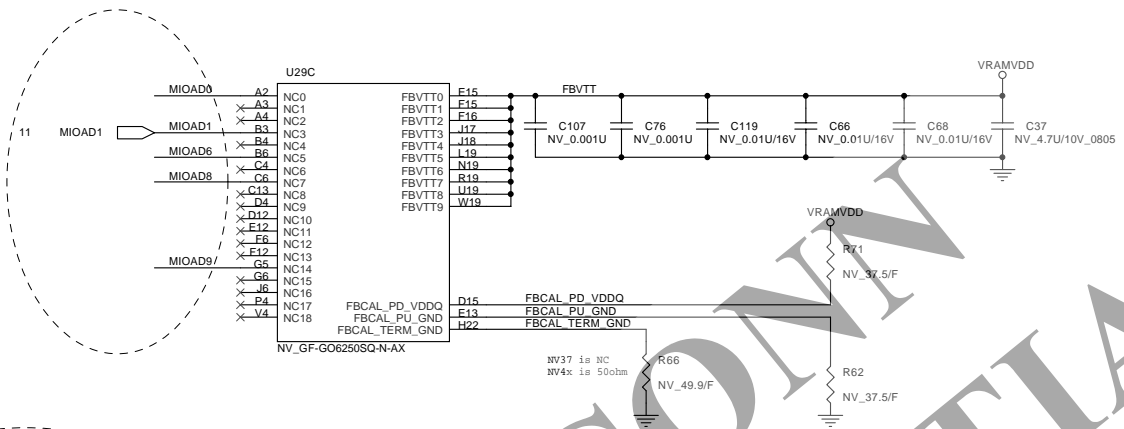 VRAMVDD
U29C
MIOAD0 A2 NC0 FBVTT0 E15 FBVTT
A3 NC1 FBVTT1 F15
A4 NC2 FBVTT2 F16
11 MIOAD1 MIOAD1 B3 NC3 FBVTT3 J17
B4 NC4 FBVTT4 J18
MIOAD6 B6 NC5 FBVTT5 L19
C4 NC6 FBVTT6 N19
MIOAD8 C6 NC7 FBVTT7 R19
C13 NC8 FBVTT8 U19
D4 NC9 FBVTT9 W19
D12 NC10
E12 NC11
F6 NC12
F12 NC13
MIOAD9 G5 NC14
G6 NC15
J6 NC16
P4 NC17
V4 NC18
C107 C76 C119 C66 C68 C37
NV_0.001U NV_0.001U NV_0.01U/16V NV_0.01U/16V NV_0.01U/16V NV_4.7U/10V_0805
VRAMVDD
R71
NV_37.5/F
FBCAL_PD_VDDQ D15 FBCAL_PD_VDDQ
FBCAL_PU_GND E13 FBCAL_PU_GND
FBCAL_TERM_GND H22 FBCAL_TERM_GND
NV_GF-GO6250SQ-N-AX
NV37 is NC
NV4x is 50ohm
R66
NV_49.9/F
R62
NV_37.5/F